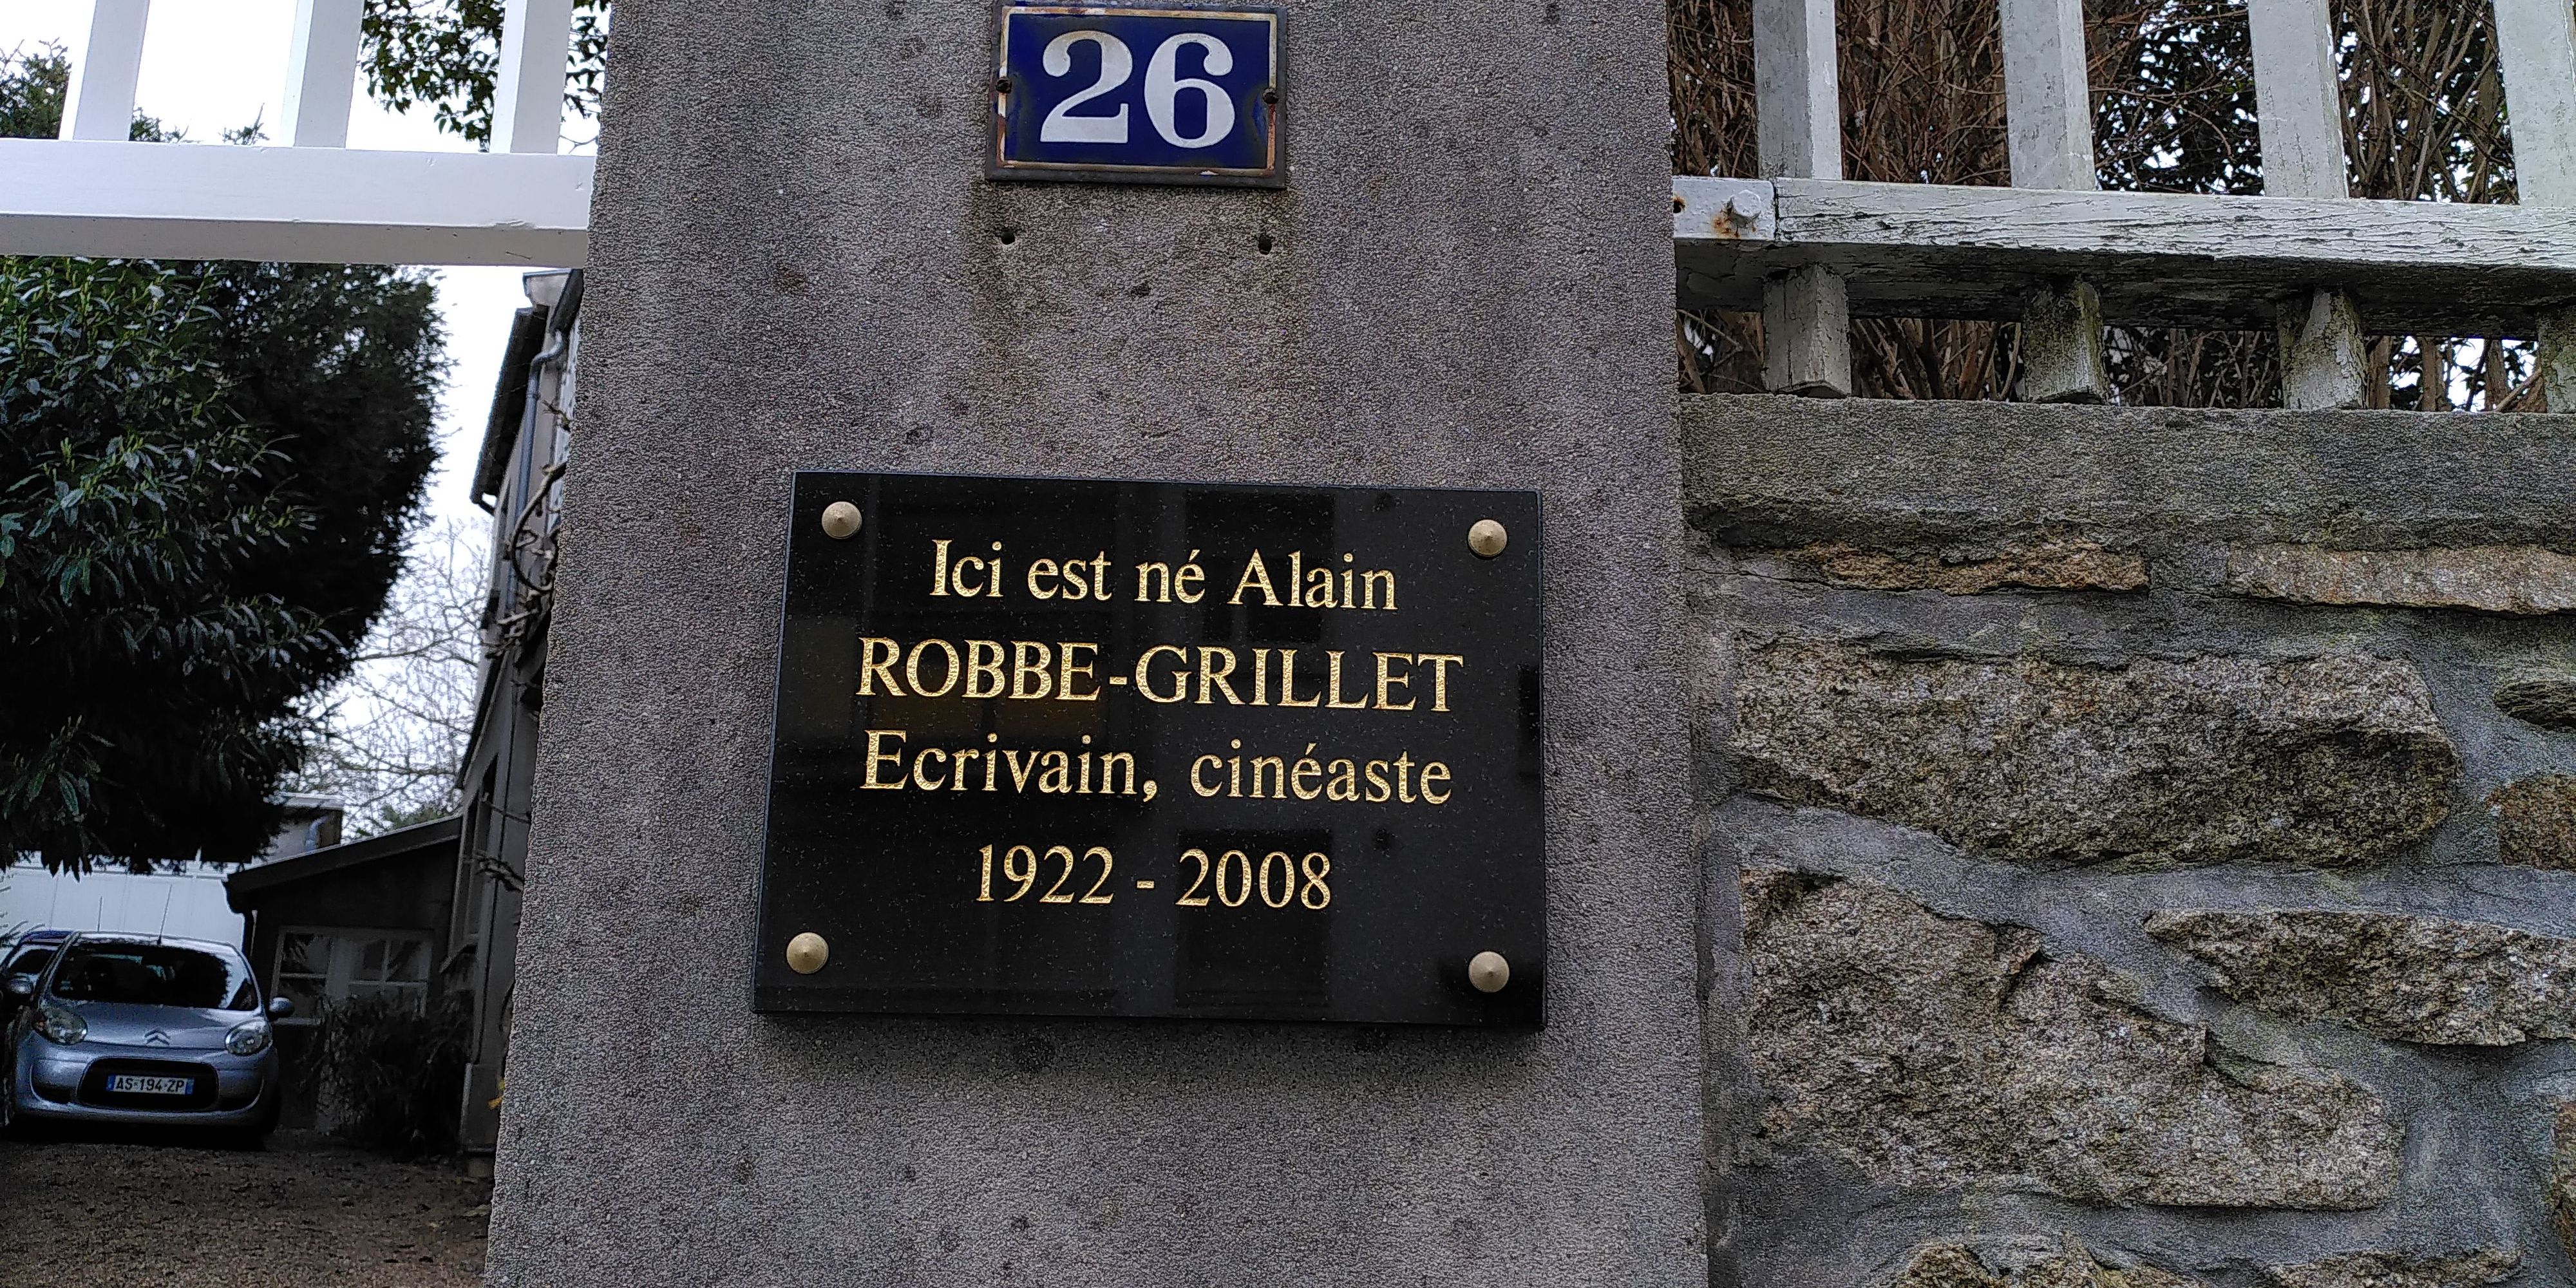 26
Ici est né Alain
ROBBE-GRILLET
Ecrivain, cinéaste
1922 - 2008
AS-194-ZP